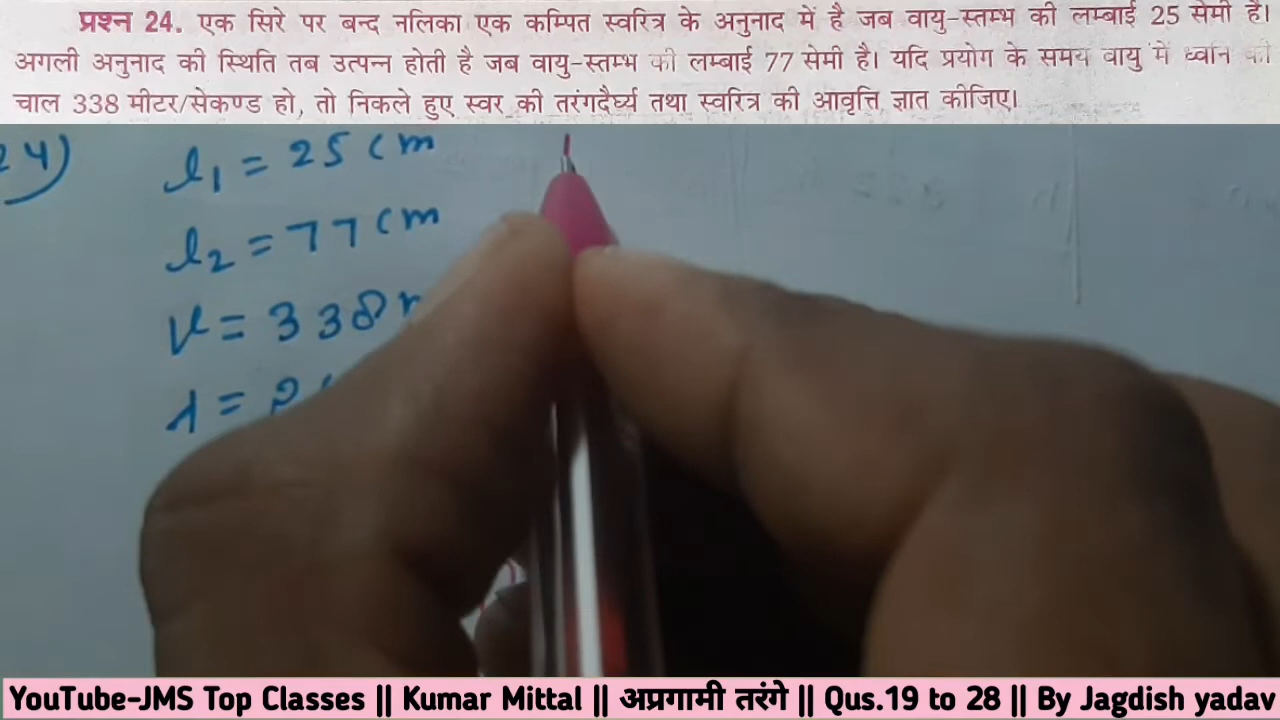 प्रश्न 24. एक सिरे पर बन्द नलिका एक कम्पित स्वरित्र के अनुनाद में है जब वायु-स्तम्भ की लम्बाई 25 सेमी है।
अगली अनुनाद की स्थिति तब उत्पन्न होती है जब वायु-स्तम्भ की लम्बाई 77 सेमी है। यदि प्रयोग के समय वायु में ध्वनि की
चाल 338 मीटर/सेकण्ड हो, तो निकले हुए स्वर की तरंगदैर्घ्य तथा स्वरित्र की आवृत्ति ज्ञात कीजिए।
24)
l1 = 25 cm
l2 = 77 cm
v = 338
λ = 2(
YouTube-JMS Top Classes || Kumar Mittal || अप्रगामी तरंगे || Qus.19 to 28 || By Jagdish yadav